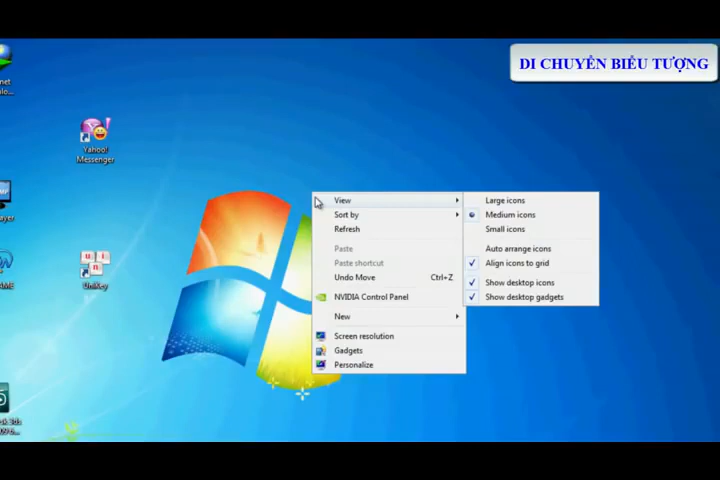 DI CHUYỂN BIỂU TƯỢNG
Yahoo!
Messenger
UniKey
View
Sort by
Refresh
Paste
Paste shortcut
Undo Move Ctrl+Z
NVIDIA Control Panel
New
Screen resolution
Gadgets
Personalize
Large icons
Medium icons
Small icons
Auto arrange icons
Align icons to grid
Show desktop icons
Show desktop gadgets